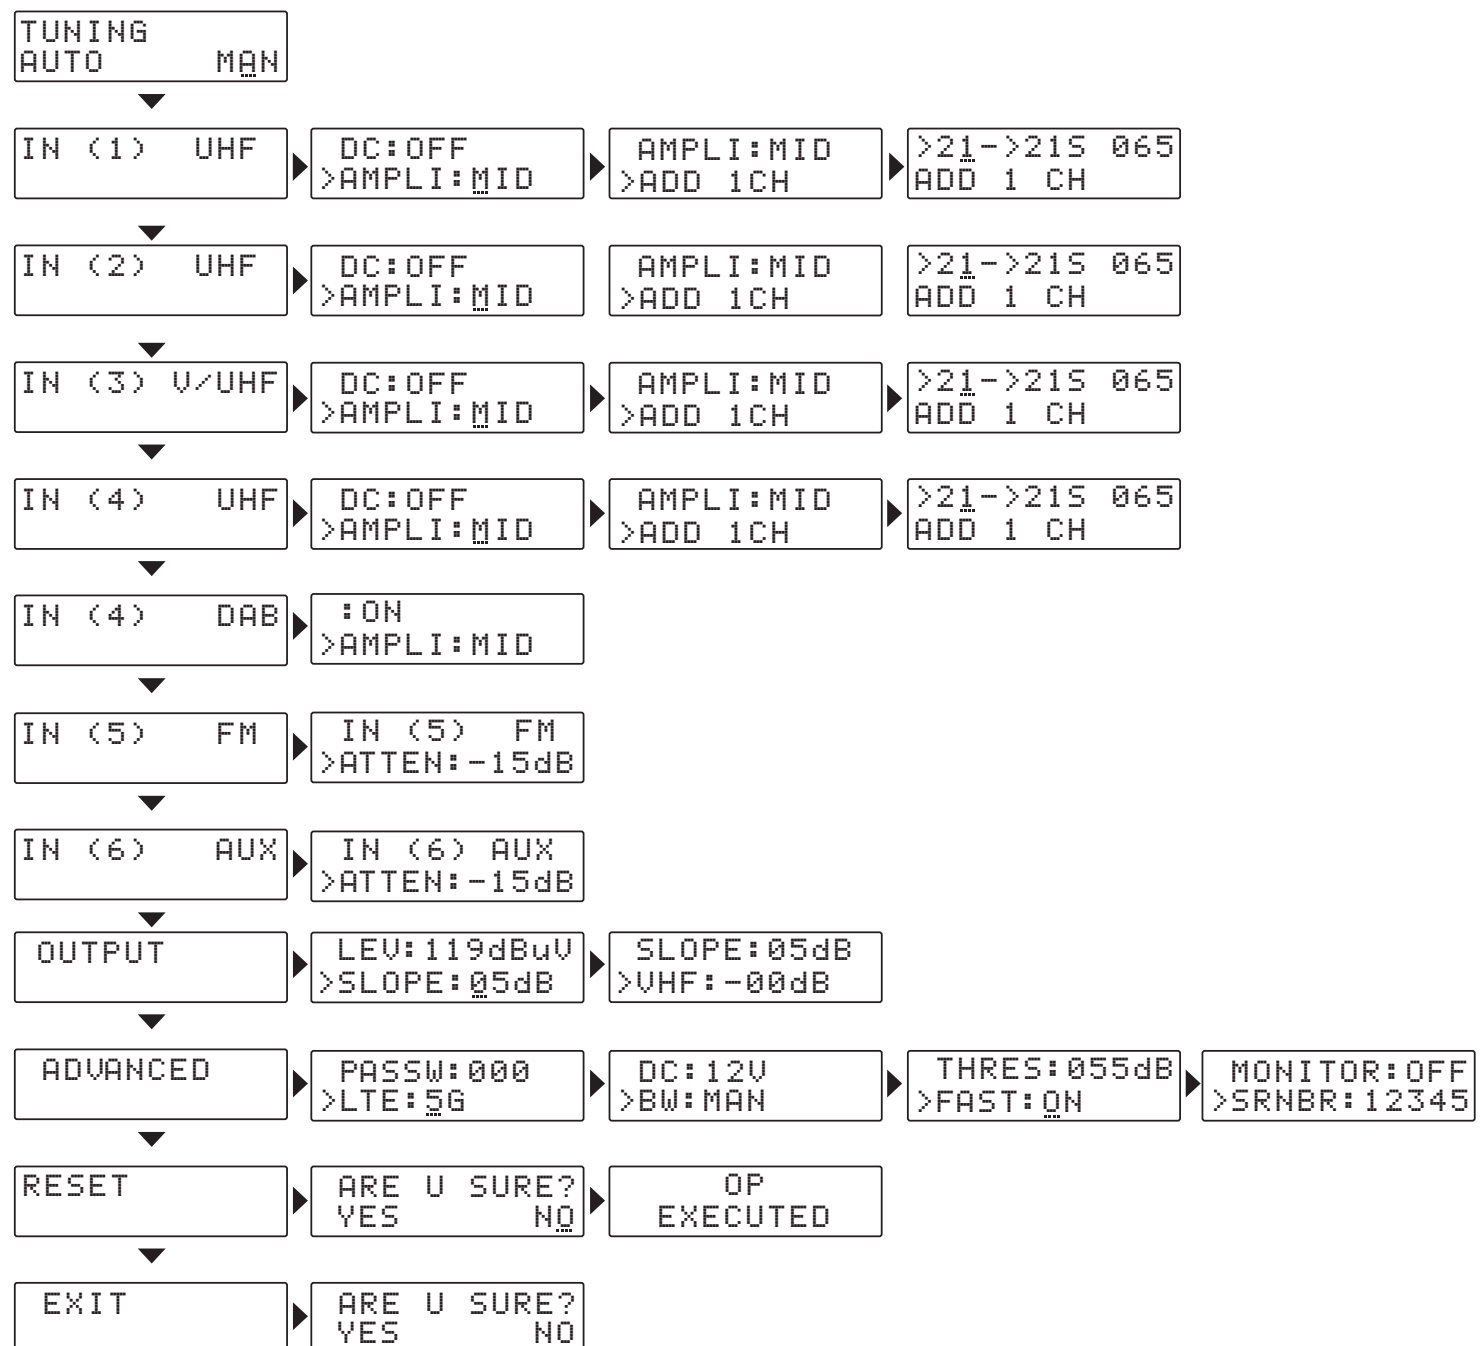 TUNING
AUTO MAN
IN (1) UHF
DC:OFF
>AMPLI:MID
AMPLI:MID
>ADD 1CH
>21->21S 065
ADD 1 CH
IN (2) UHF
DC:OFF
>AMPLI:MID
AMPLI:MID
>ADD 1CH
>21->21S 065
ADD 1 CH
IN (3) V/UHF
DC:OFF
>AMPLI:MID
AMPLI:MID
>ADD 1CH
>21->21S 065
ADD 1 CH
IN (4) UHF
DC:OFF
>AMPLI:MID
AMPLI:MID
>ADD 1CH
>21->21S 065
ADD 1 CH
IN (4) DAB
:ON
>AMPLI:MID
IN (5) FM
IN (5) FM
>ATTEN:-15dB
IN (6) AUX
IN (6) AUX
>ATTEN:-15dB
OUTPUT
LEV:119dBuV
>SLOPE:05dB
SLOPE:05dB
>VHF:-00dB
ADVANCED
PASSW:000
>LTE:5G
DC:12V
>BW:MAN
THRES:055dB
>FAST:ON
MONITOR:OFF
>SRNBR:12345
RESET
ARE U SURE?
YES NO
OP
EXECUTED
EXIT
ARE U SURE?
YES NO